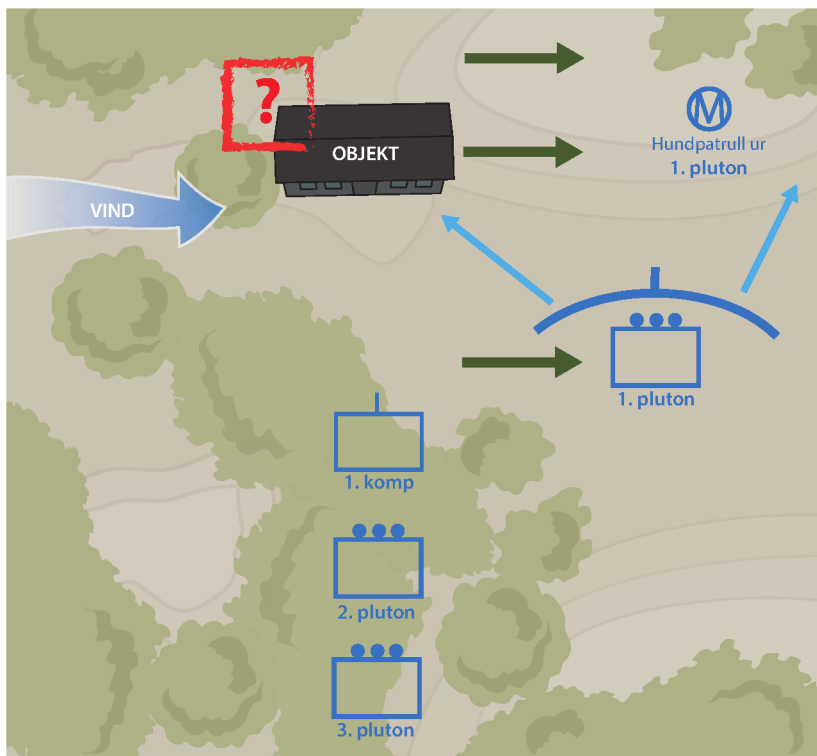 ?
OBJEKT
VIND
M
Hundpatrull ur
1. pluton
1. pluton
1. komp
2. pluton
3. pluton